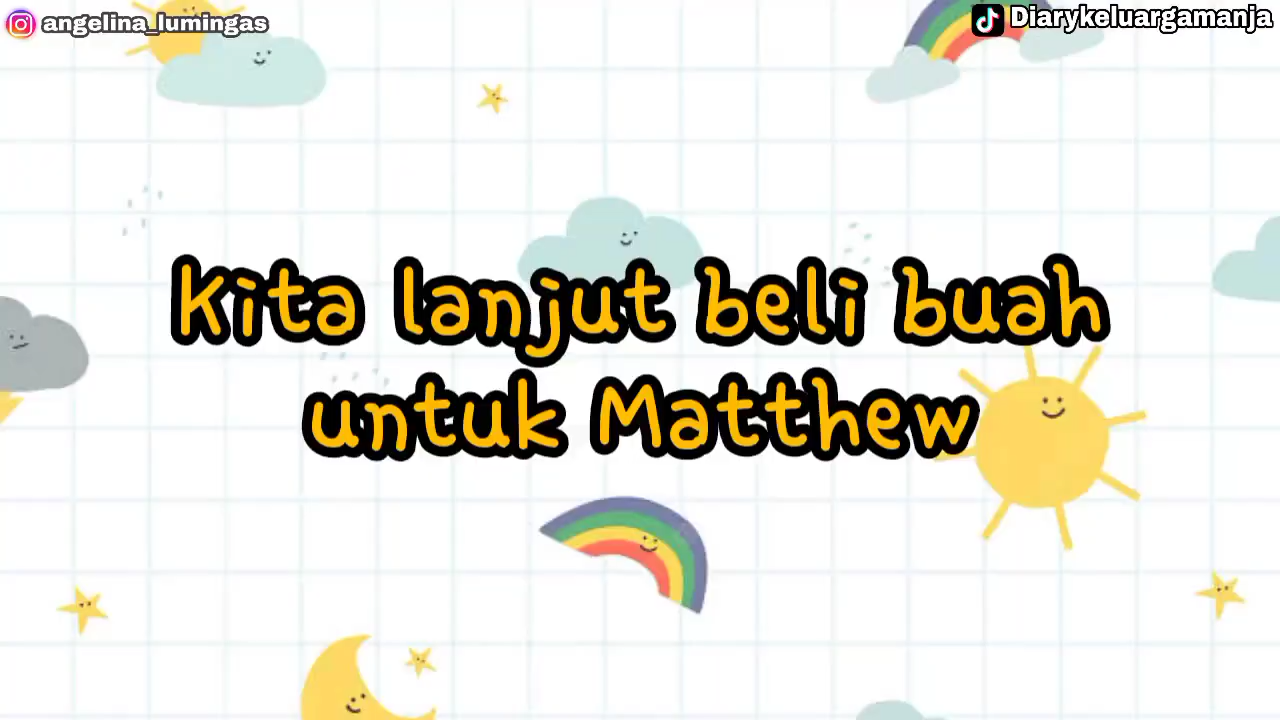 angelina_lumingas
Diarykeluargamanja
kita lanjut beli buah
untuk Matthew